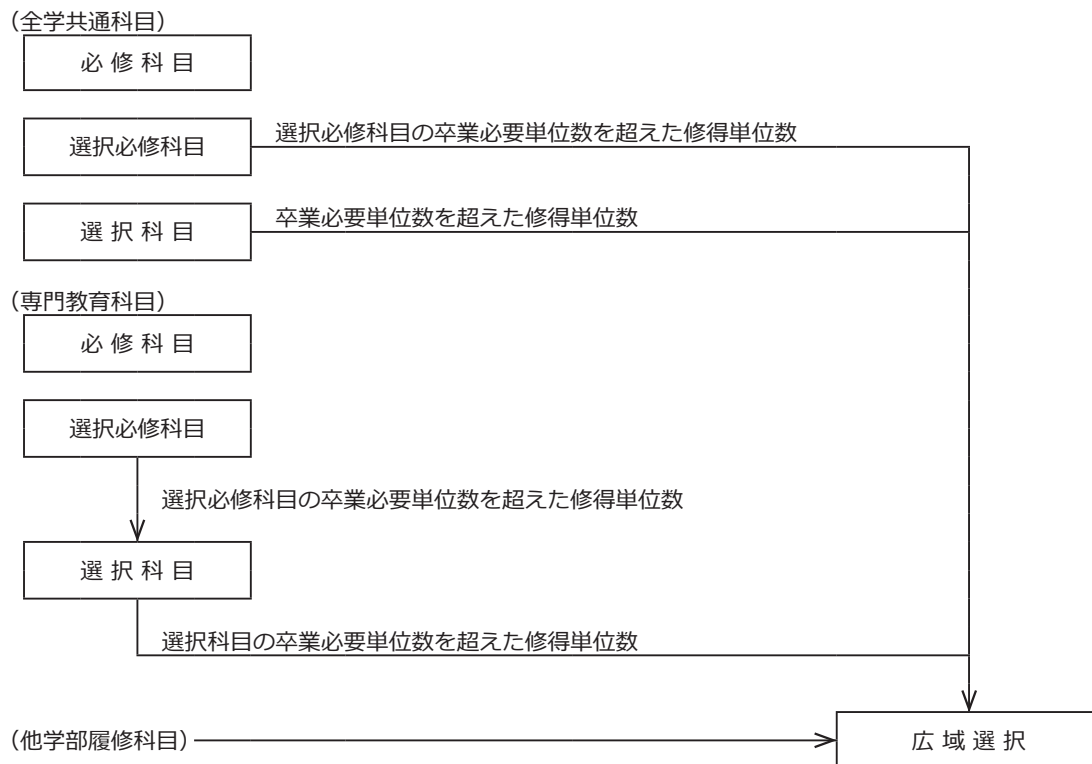 (全学共通科目)
必修科目
選択必修科目
選択必修科目の卒業必要単位数を超えた修得単位数
選択科目
卒業必要単位数を超えた修得単位数
(専門教育科目)
必修科目
選択必修科目
選択必修科目の卒業必要単位数を超えた修得単位数
選択科目
選択科目の卒業必要単位数を超えた修得単位数
(他学部履修科目)
広域選択